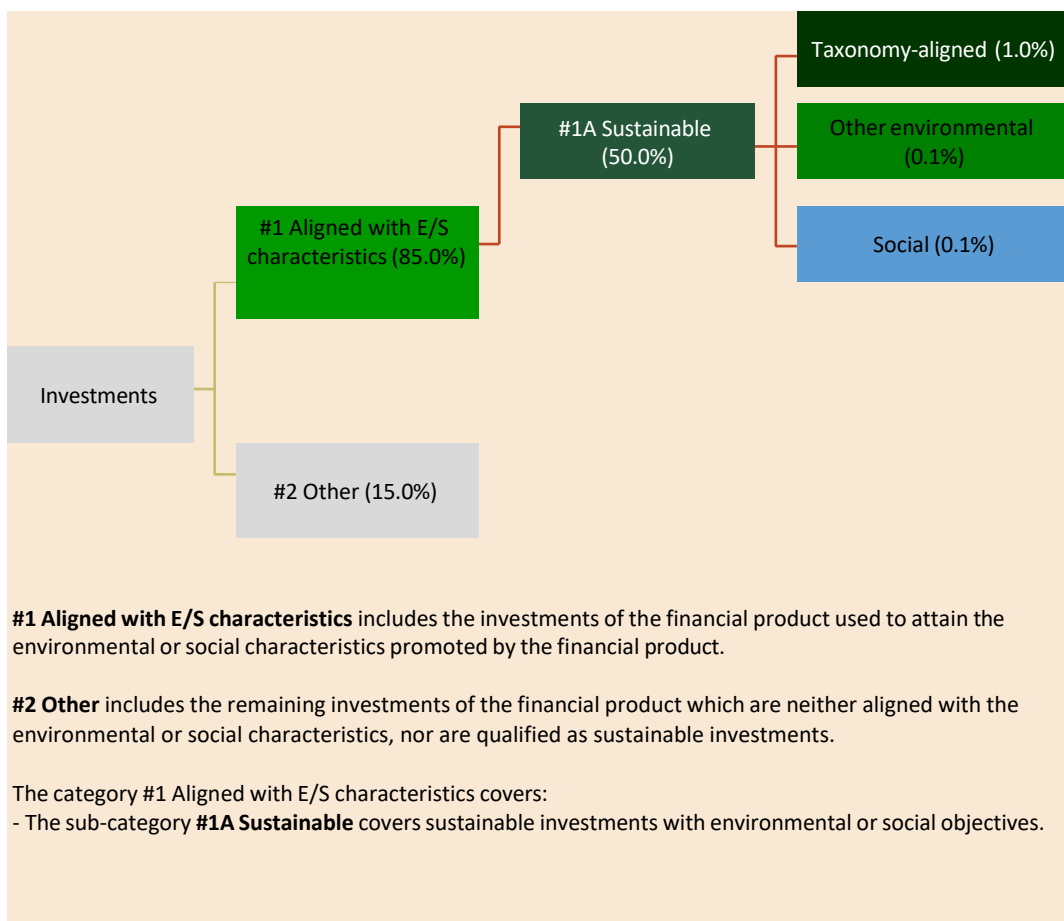 Taxonomy-aligned (1.0%)
#1A Sustainable
(50.0%)
Other environmental
(0.1%)
#1 Aligned with E/S
characteristics (85.0%)
Social (0.1%)
Investments
#2 Other (15.0%)
#1 Aligned with E/S characteristics includes the investments of the financial product used to attain the
environmental or social characteristics promoted by the financial product.
#2 Other includes the remaining investments of the financial product which are neither aligned with the
environmental or social characteristics, nor are qualified as sustainable investments.
The category #1 Aligned with E/S characteristics covers:
- The sub-category #1A Sustainable covers sustainable investments with environmental or social objectives.